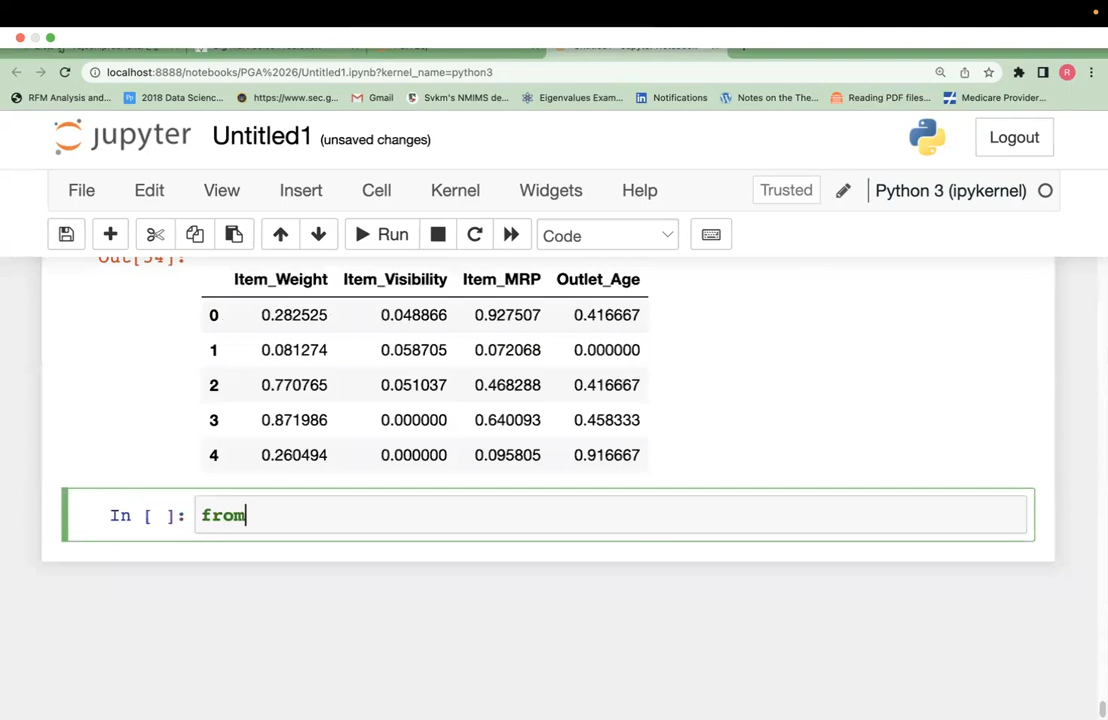 localhost:8888/notebooks/PGA%2026/Untitled1.ipynb?kernel_name=python3
R
RFM Analysis and... 2018 Data Scienc... https://www.sec.g... Gmail Svkm's NMIMS de... Eigenvalues Exam... Notifications Notes on the The... Reading PDF files... Medicare Provider...
jupyter Untitled1 (unsaved changes) Logout
File Edit View Insert Cell Kernel Widgets Help Trusted Python 3 (ipykernel)
Run Code
Out[54]:
Item_Weight Item_Visibility Item_MRP Outlet_Age
0 0.282525 0.048866 0.927507 0.416667
1 0.081274 0.058705 0.072068 0.000000
2 0.770765 0.051037 0.468288 0.416667
3 0.871986 0.000000 0.640093 0.458333
4 0.260494 0.000000 0.095805 0.916667
In [ ]: from